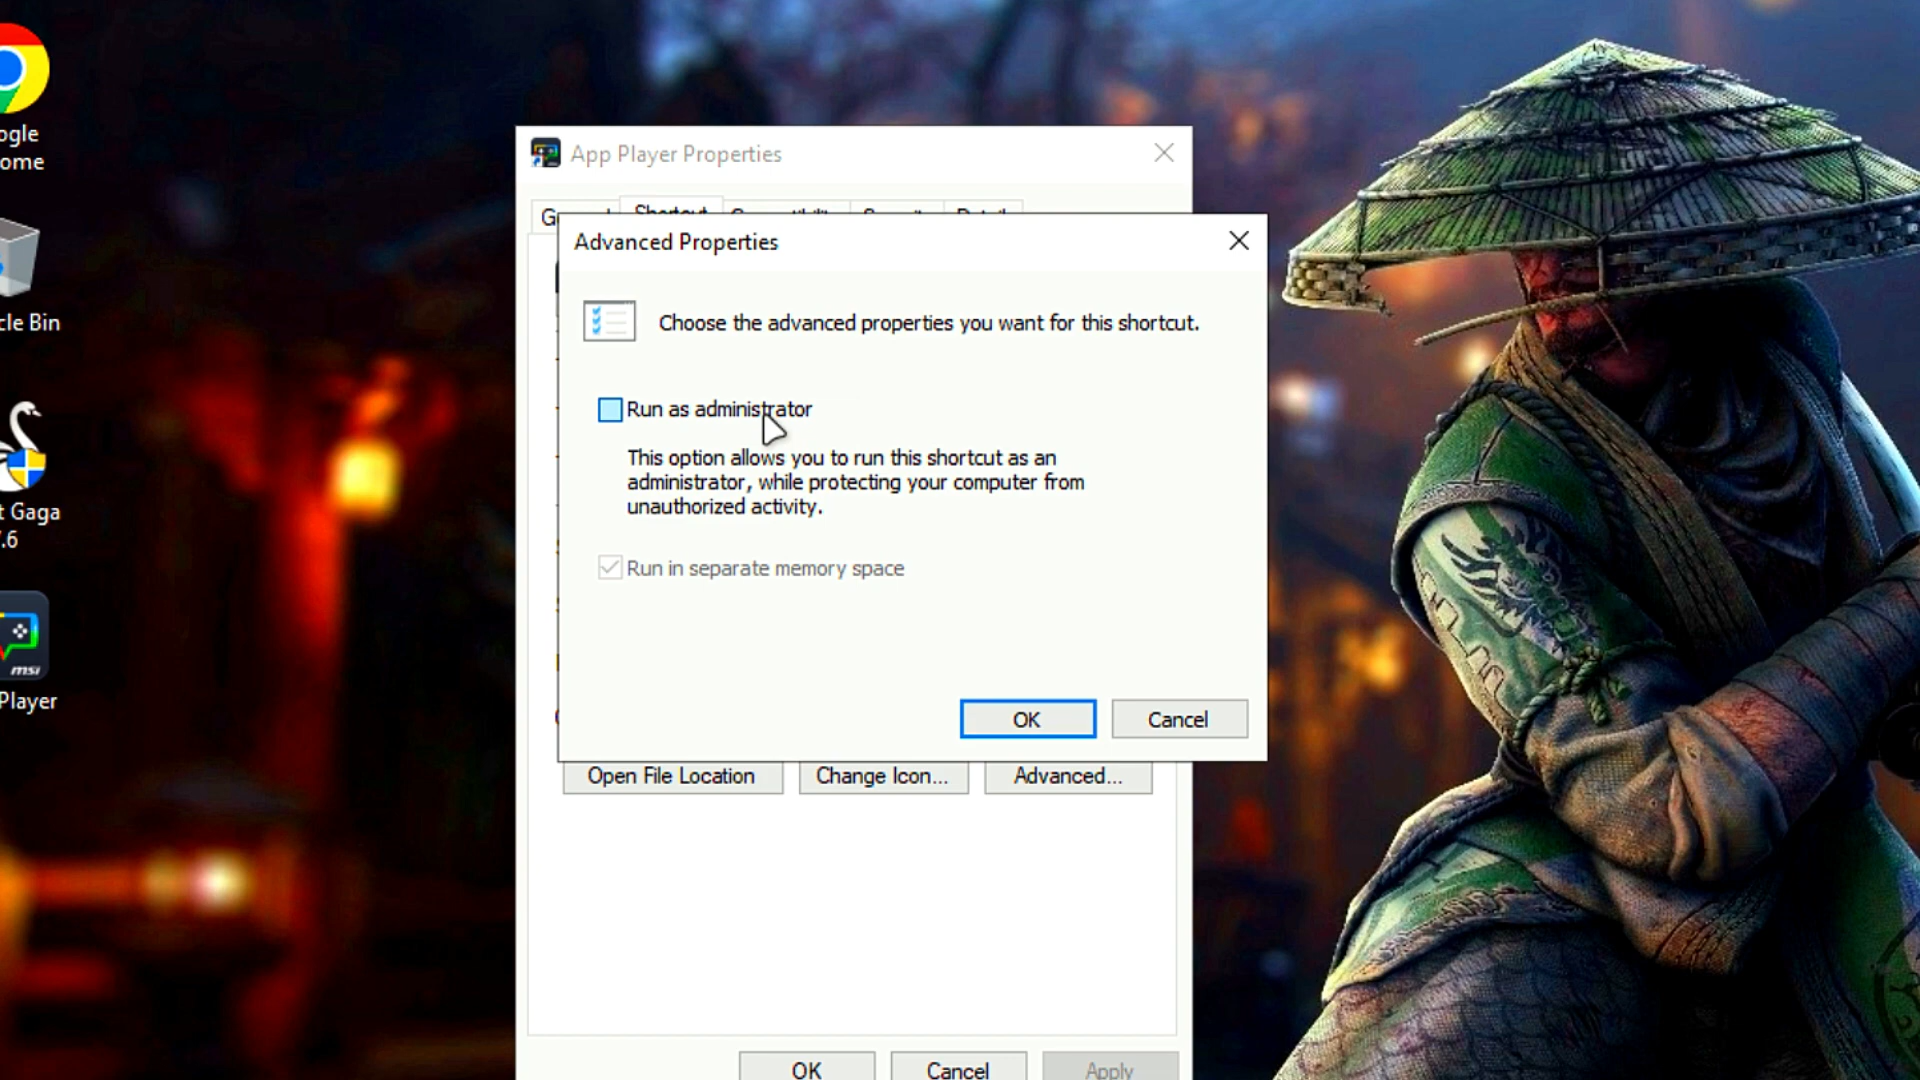 App Player Properties
Shortcut
Advanced Properties
Choose the advanced properties you want for this shortcut.
Run as administrator
This option allows you to run this shortcut as an
administrator, while protecting your computer from
unauthorized activity.
Run in separate memory space
OK Cancel
Open File Location Change Icon... Advanced...
OK Cancel Apply
ogle
ome
cle Bin
t Gaga
.6
msi
Player